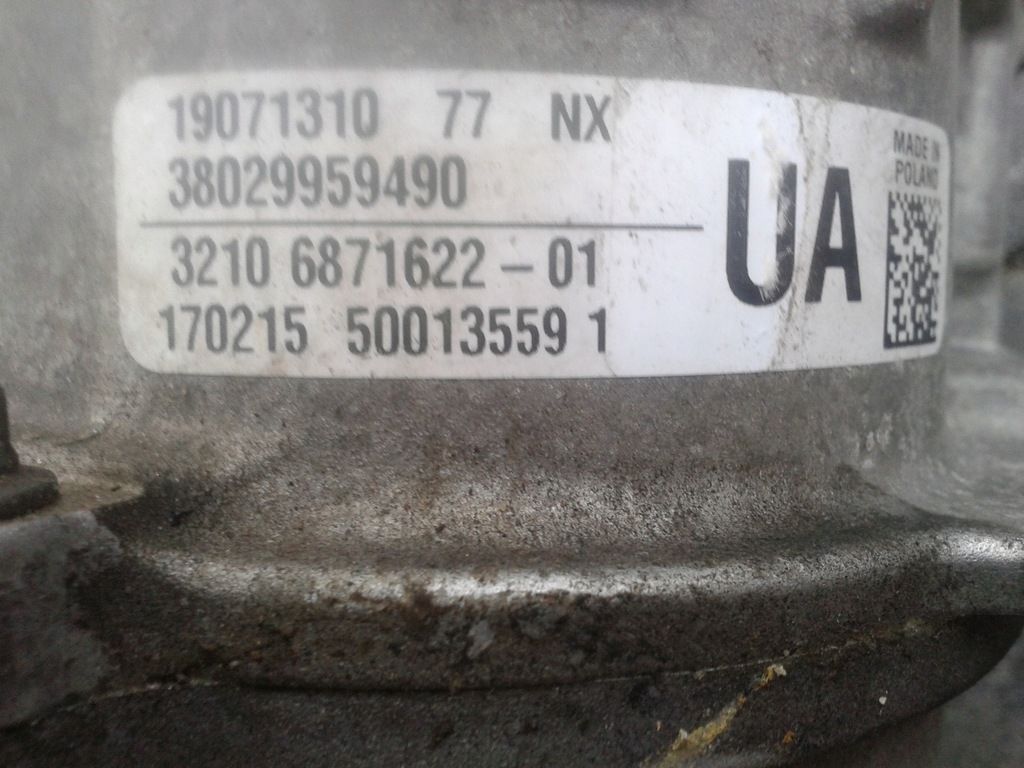 19071310 77 NX
38029959490
3210 6871622 – 01
170215 50013559 1
UA
MADE IN
POLAND